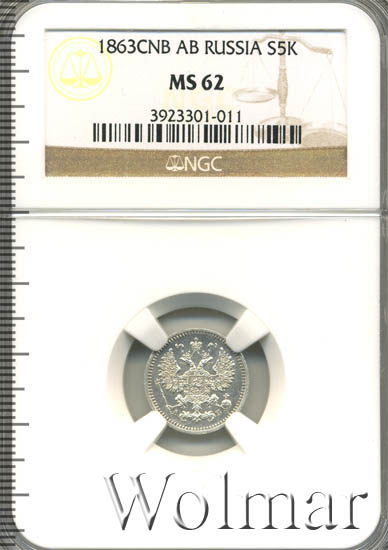 1863CNB AB RUSSIA S5K
MS 62
3923301-011
NGC
Wolmar